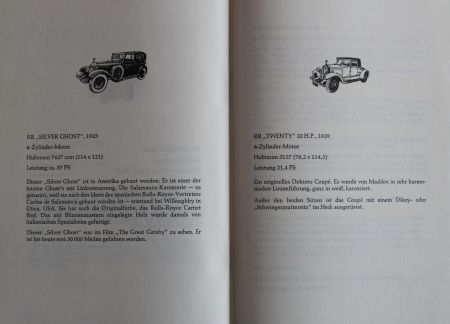 RR „SILVER GHOST", 1925
6-Zylinder-Motor
Hubraum 7427 ccm (114 x 121)
Leistung ca. 39 PS
Dieser „Silver Ghost" ist in Amerika gebaut worden. Er ist einer der
letzten Ghost's mit Linkssteuerung. Die Salamanca-Karosserie — so
genannt, weil sie nach den Ideen des spanischen Rolls-Royce-Vertreters
Carlos de Salamanca gebaut worden ist — erstand bei Willoughby in
Utica, USA. Sie hat noch die Originalfarbe, das Rolls-Royce Carnet
Red. Das mit Blumenmustern eingelegte Holz wurde damals von
italienischen Spezialisten gefertigt.
Dieser „Silver Ghost" war im Film „The Great Gatsby" zu sehen. Er
ist bis heute erst 30 000 Meilen gefahren worden.
RR „TWENTY" 20 H.P., 1929
6-Zylinder-Motor
Hubraum 3127 (76,2 x 114,3)
Leistung 21,4 PS
Ein originelles Doktors Coupé. Es wurde von Maddox in sehr harmo-
nischer Linienführung, ganz in weiß, karossiert.
Außer den beiden Sitzen ist das Coupé mit einem Dikey- oder
„Schwiegermuttersitz" im Heck ausgerüstet.